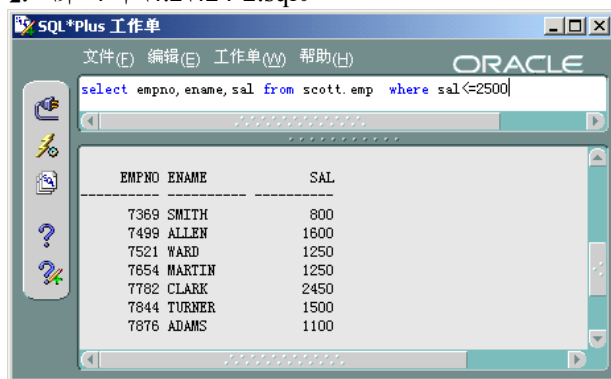 SQL*Plus 工作单
文件(F) 编辑(E) 工作单(W) 帮助(H) ORACLE
select empno,ename,sal from scott.emp where sal<=2500
EMPNO ENAME SAL
---------- ---------- ----------
7369 SMITH 800
7499 ALLEN 1600
7521 WARD 1250
7654 MARTIN 1250
7782 CLARK 2450
7844 TURNER 1500
7876 ADAMS 1100